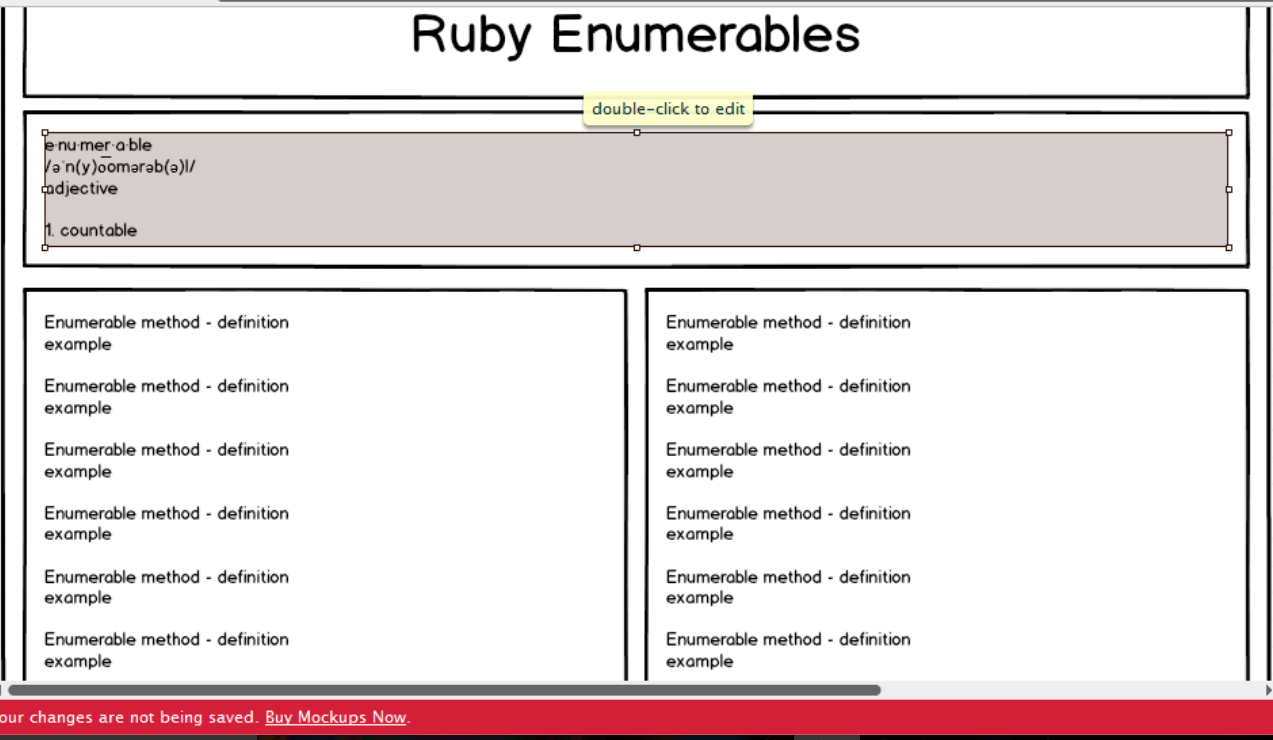 Ruby Enumerables
double-click to edit
e·nu·mer·a·ble
/əˈn(y)o͞omərəb(ə)l/
adjective
1. countable
Enumerable method - definition
example
Enumerable method - definition
example
Enumerable method - definition
example
Enumerable method - definition
example
Enumerable method - definition
example
Enumerable method - definition
example
Enumerable method - definition
example
Enumerable method - definition
example
Enumerable method - definition
example
Enumerable method - definition
example
Enumerable method - definition
example
Enumerable method - definition
example
our changes are not being saved. Buy Mockups Now.